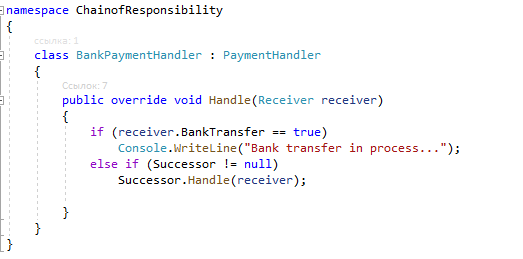 namespace ChainofResponsibility
{
ссылка: 1
class BankPaymentHandler : PaymentHandler
{
Ссылок: 7
public override void Handle(Receiver receiver)
{
if (receiver.BankTransfer == true)
Console.WriteLine("Bank transfer in process...");
else if (Successor != null)
Successor.Handle(receiver);
}
}
}